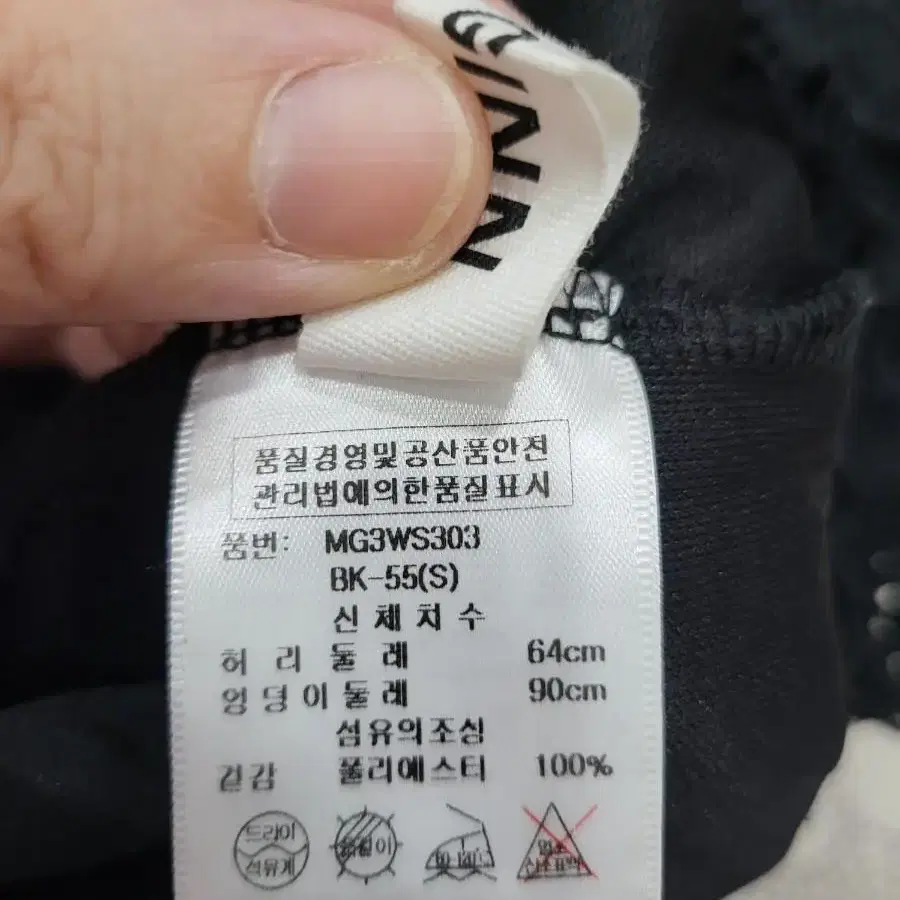 INNN
품질경영및공산품안전
관리법에의한품질표시
품번: MG3WS303
BK-55(S)
신체치수
허리둘레 64cm
엉덩이둘레 90cm
섬유의조성
겉감 폴리에스터 100%
드라이
석유계